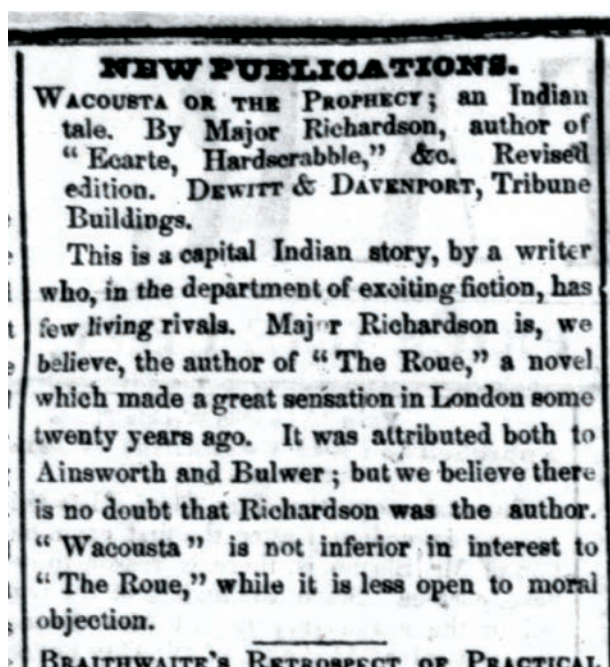 NEW PUBLICATIONS.
WACOUSTA OR THE PROPHECY; an Indian
tale. By Major Richardson, author of
“Ecarte, Hardscrabble,” &c. Revised
edition. DEWITT & DAVENPORT, Tribune
Buildings.
This is a capital Indian story, by a writer
who, in the department of exciting fiction, has
few living rivals. Major Richardson is, we
believe, the author of “The Roue,” a novel
which made a great sensation in London some
twenty years ago. It was attributed both to
Ainsworth and Bulwer; but we believe there
is no doubt that Richardson was the author.
“Wacousta” is not inferior in interest to
“The Roue,” while it is less open to moral
objection.
BRAITHWAITE'S RETROSPECT OF PRACTICAL